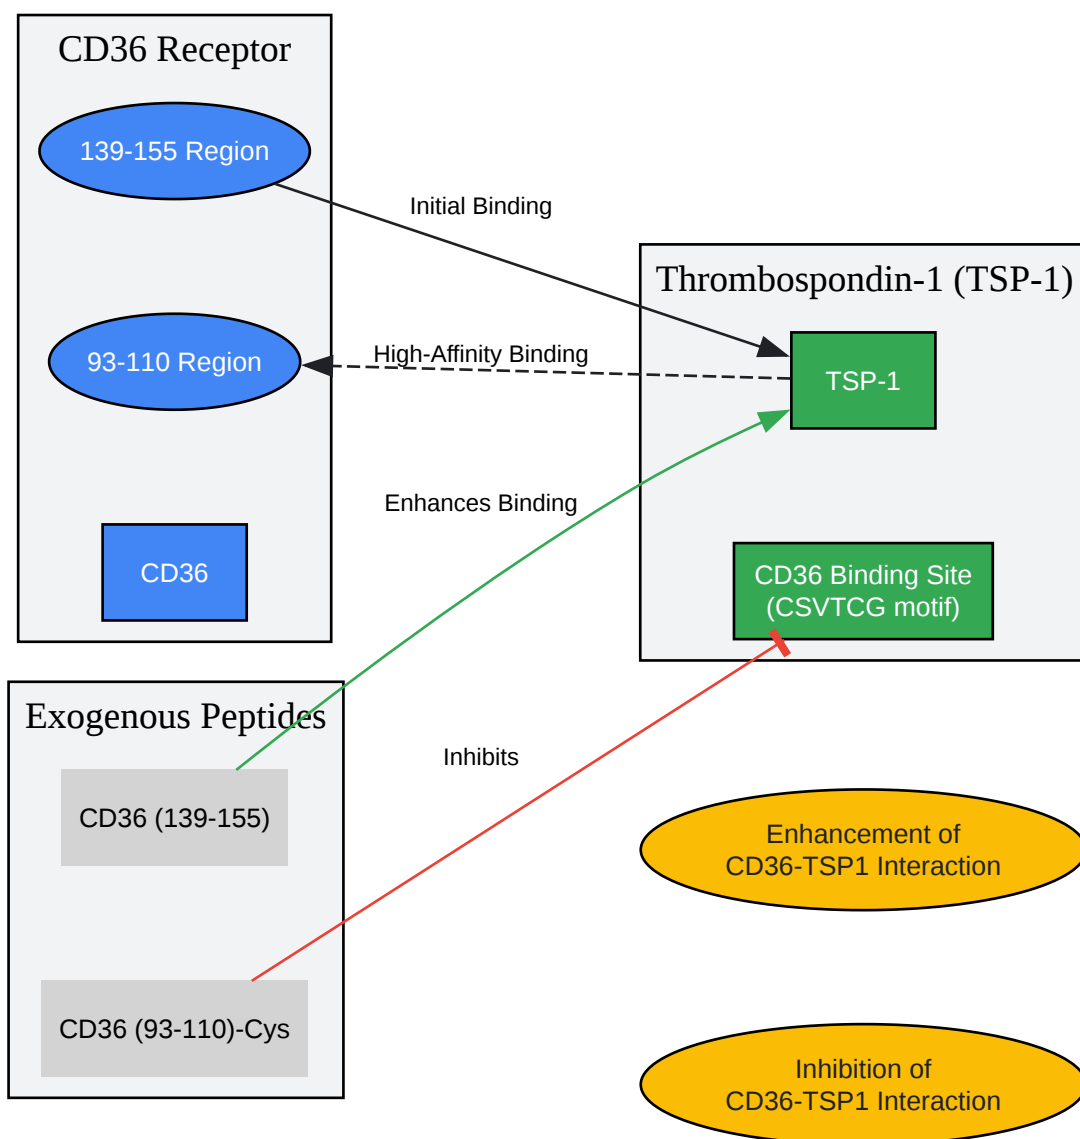 CD36 Receptor
139-155 Region
Initial Binding
Thrombospondin-1 (TSP-1)
93-110 Region
High-Affinity Binding
TSP-1
Enhances Binding
CD36
CD36 Binding Site
(CSVTCG motif)
Exogenous Peptides
Inhibits
CD36 (139-155)
Enhancement of
CD36-TSP1 Interaction
CD36 (93-110)-Cys
Inhibition of
CD36-TSP1 Interaction